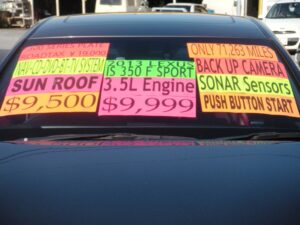 NAV-CD-DVD-BT-TV SYSTEM
SUN ROOF
$9,500
2013 LEXUS
IS 350 F SPORT
3.5L Engine
$9,999
ONLY 71,253 MILES
BACK UP CAMERA
SONAR Sensors
PUSH BUTTON START